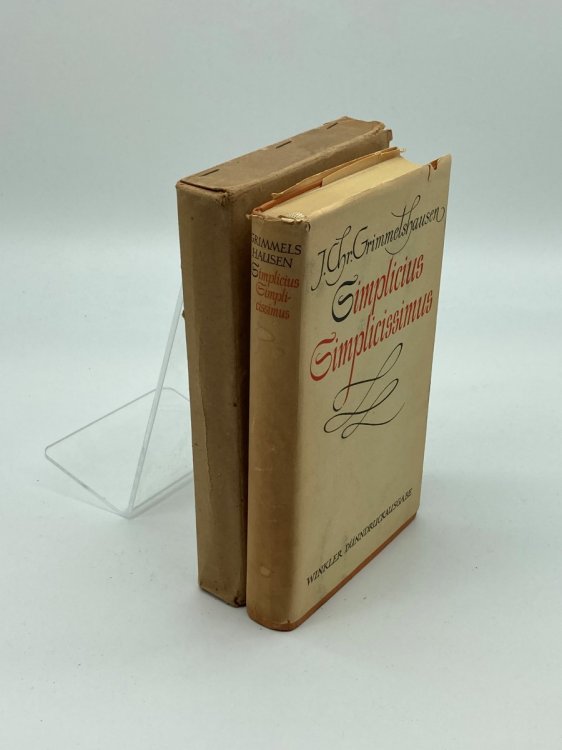 GRIMMELS
HAUSEN
Simplicius
Simpli-
cissimus
J. Chr. Grimmelshausen
Simplicius
Simplicissimus
WINKLER DÜNNDRUCKAUSGABE